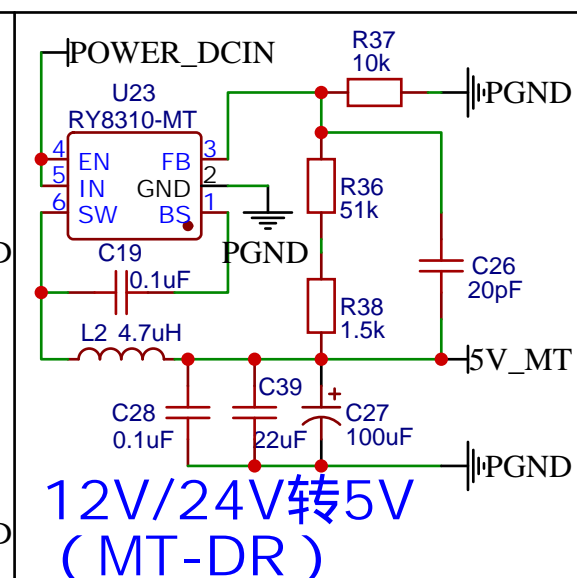 POWER_DCIN
R37
10k
PGND
U23
RY8310-MT
4 EN FB 3
5 IN GND 2
6 SW BS 1
R36
51k
PGND
C19
0.1uF
C26
20pF
R38
1.5k
L2 4.7uH
5V_MT
C39
22uF
C28
0.1uF
+
C27
100uF
PGND
12V/24V转5V
(MT-DR)